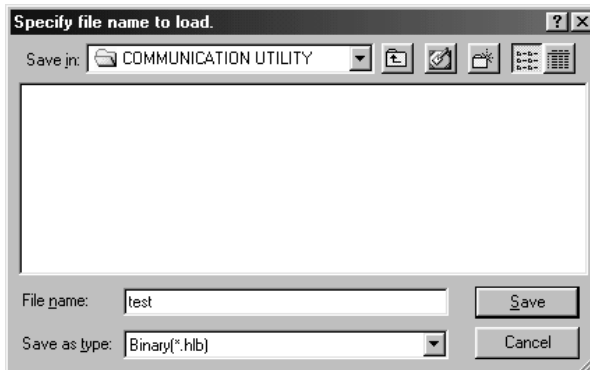 Specify file name to load.
Save in: COMMUNICATION UTILITY
File name: test Save
Save as type: Binary(*.hlb) Cancel